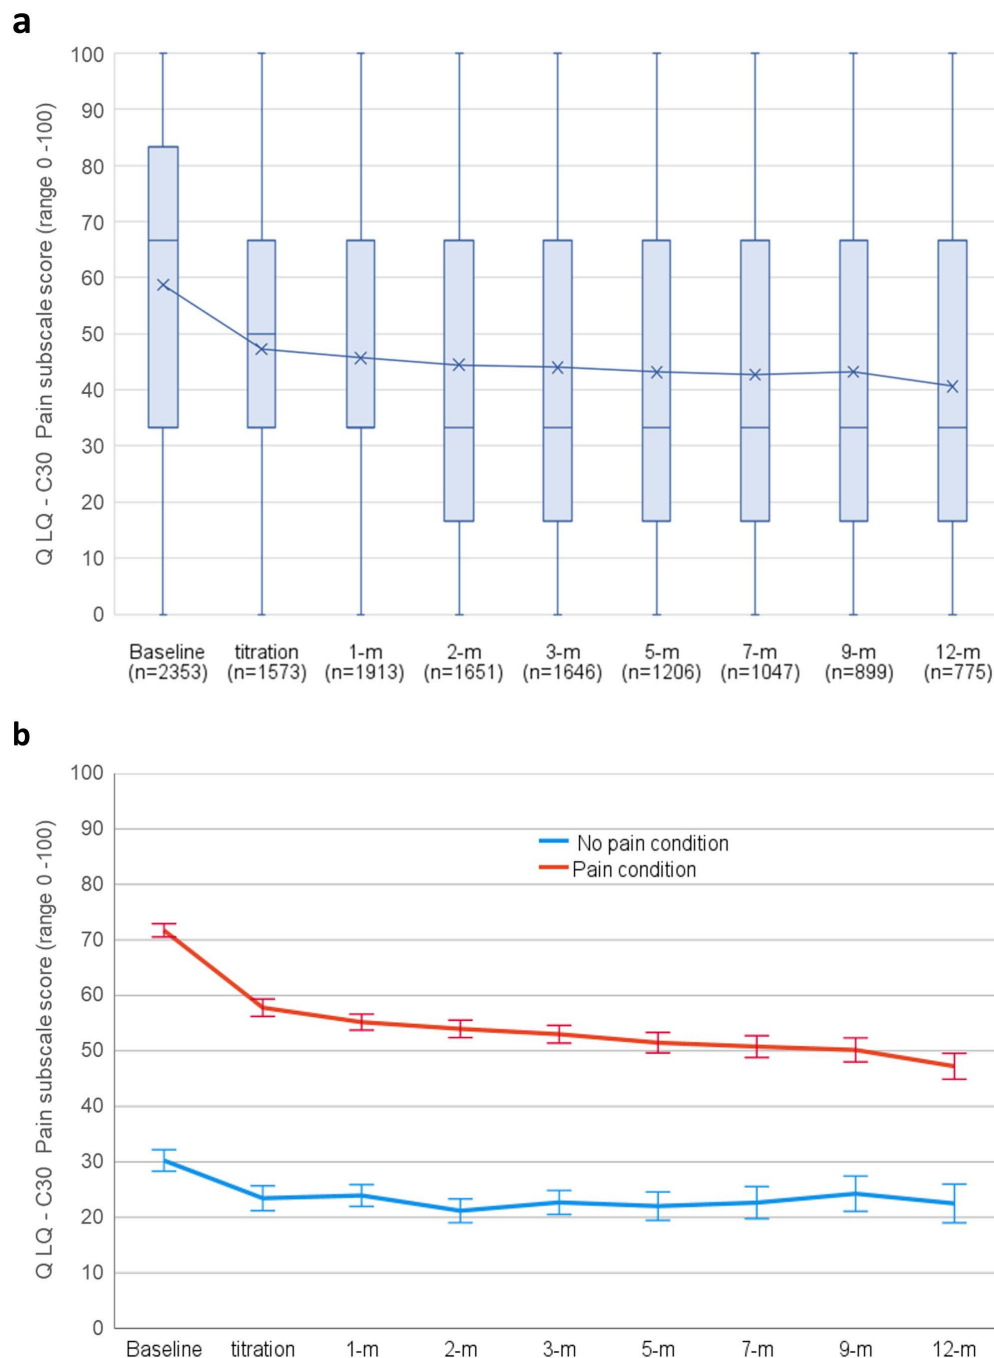 a
QLQ - C30 Pain subscale score (range 0 -100)
100
90
80
70
60
50
40
30
20
10
0
Baseline titration 1-m 2-m 3-m 5-m 7-m 9-m 12-m
(n=2353) (n=1573) (n=1913) (n=1651) (n=1646) (n=1206) (n=1047) (n=899) (n=775)
b
QLQ - C30 Pain subscale score (range 0 -100)
100
90
80
70
60
50
40
30
20
10
0
No pain condition
Pain condition
Baseline titration 1-m 2-m 3-m 5-m 7-m 9-m 12-m